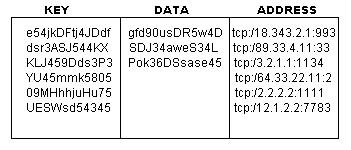 KEY DATA ADDRESS
e54jkDFtj4JDdf gfd90usDR5w4D tcp:/18.343.2.1:993
dsr3ASJ544KX SDJ34aweS34L tcp:/89.33.4.11:33
KLJ459Dds3P3 Pok36DSsase45 tcp:/3.2.1.1:1134
YU45mmk5805 tcp:/64.33.22.11:2
09MHhhjuHu75 tcp:/2.2.2.2:1111
UESWsd54345 tcp:/12.1.2.2:7783